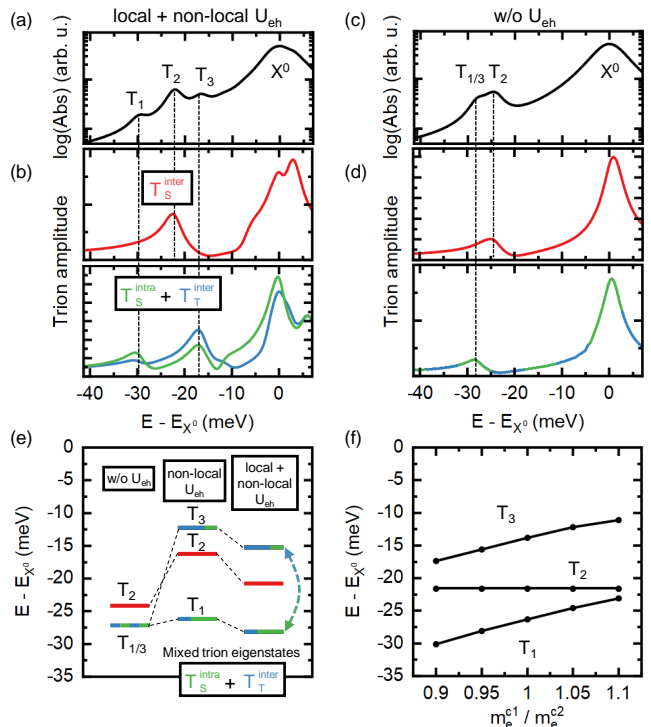 (a)
local + non-local U_eh
(c)
w/o U_eh
log(Abs) (arb. u.)
T_1
T_2
T_3
X^0
log(Abs) (arb. u.)
T_1/3
T_2
X^0
(b)
(d)
Trion amplitude
T_S^inter
Trion amplitude
Trion amplitude
T_S^intra + T_T^inter
Trion amplitude
-40 -30 -20 -10 0
E - E_X^0 (meV)
-40 -30 -20 -10 0
E - E_X^0 (meV)
(e)
(f)
E - E_X^0 (meV)
0
-5
-10
-15
-20
-25
-30
-35
w/o U_eh
non-local
U_eh
local +
non-local
U_eh
T_3
T_2
T_2
T_1
T_1/3
Mixed trion eigenstates
T_S^intra + T_T^inter
E - E_X^0 (meV)
0
-5
-10
-15
-20
-25
-30
-35
T_3
T_2
T_1
0.9 0.95 1.0 1.05 1.1
m_e^c1 / m_e^c2